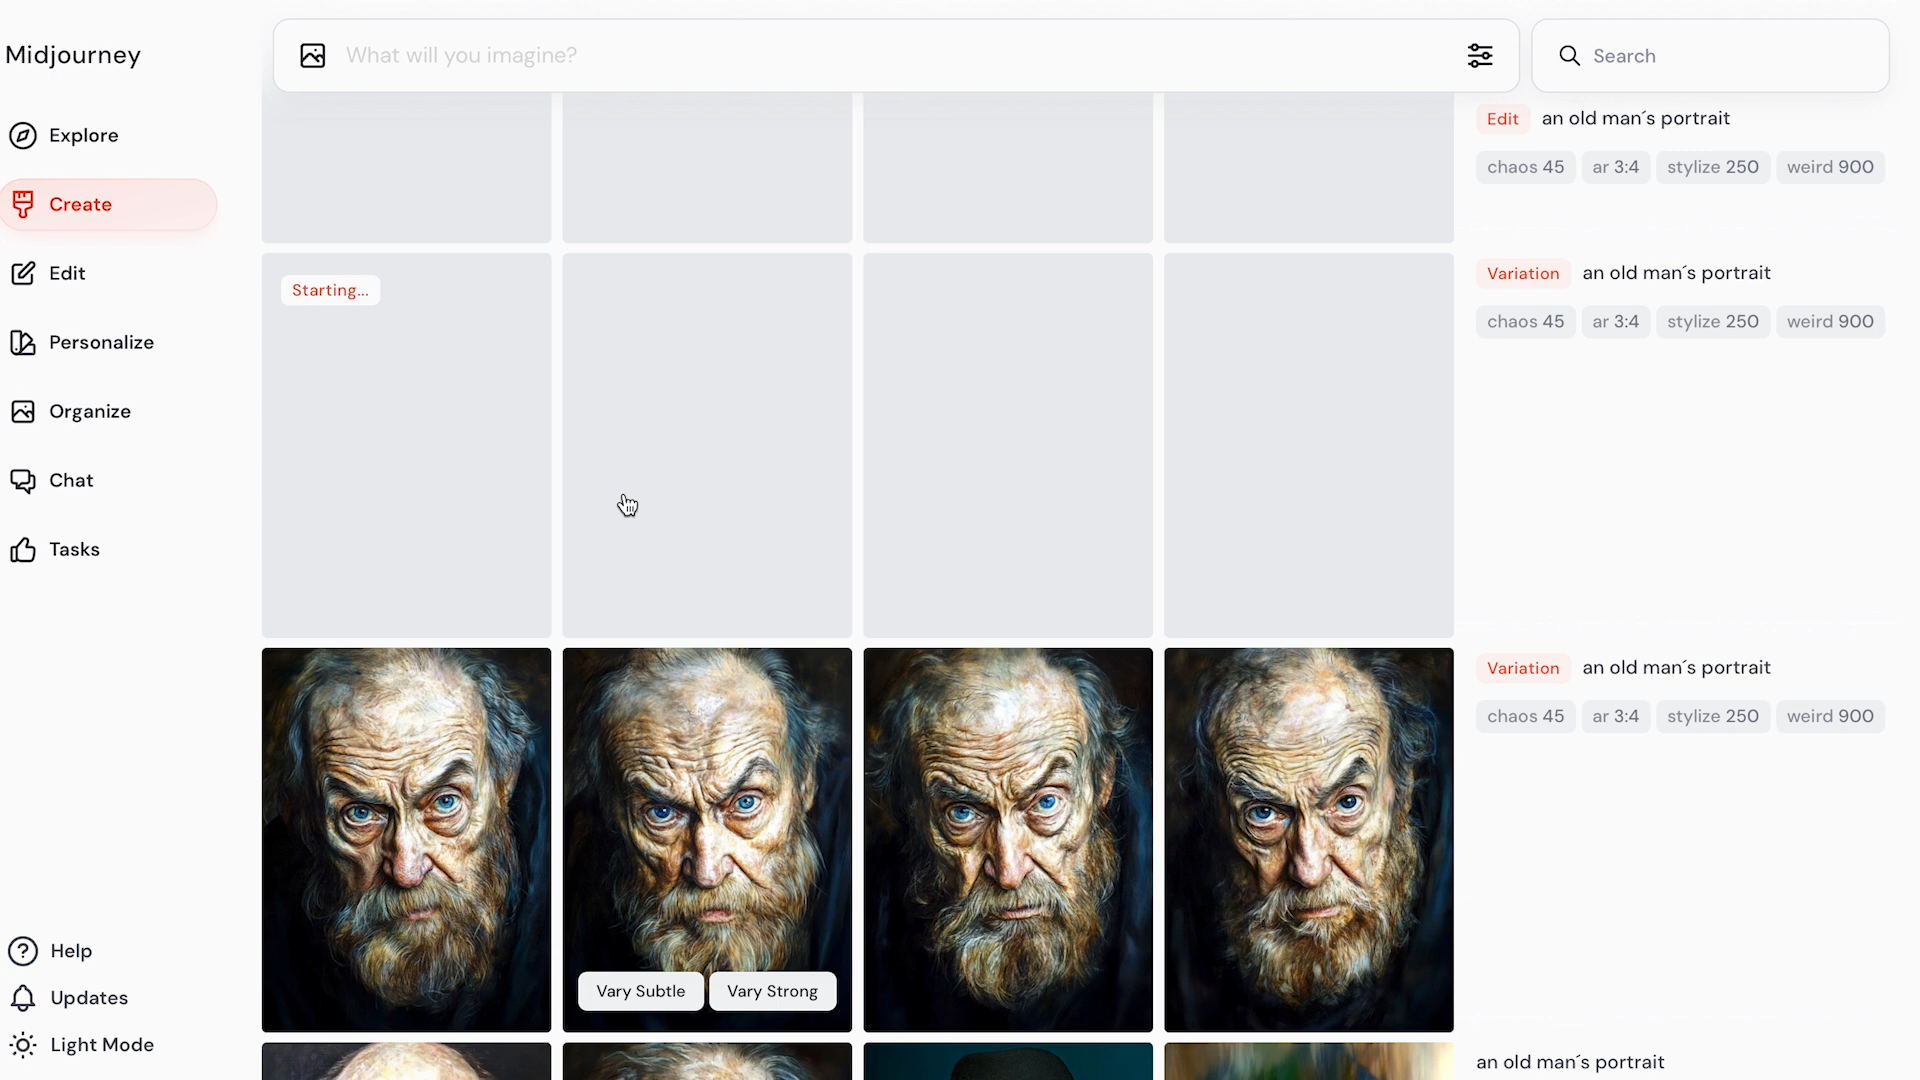 Midjourney
What will you imagine?
Search
Explore
Create
Edit
Personalize
Organize
Chat
Tasks
Help
Updates
Light Mode
Edit an old man´s portrait
chaos 45 ar 3:4 stylize 250 weird 900
Starting...
Variation an old man´s portrait
chaos 45 ar 3:4 stylize 250 weird 900
Variation an old man´s portrait
chaos 45 ar 3:4 stylize 250 weird 900
Vary Subtle Vary Strong
an old man´s portrait